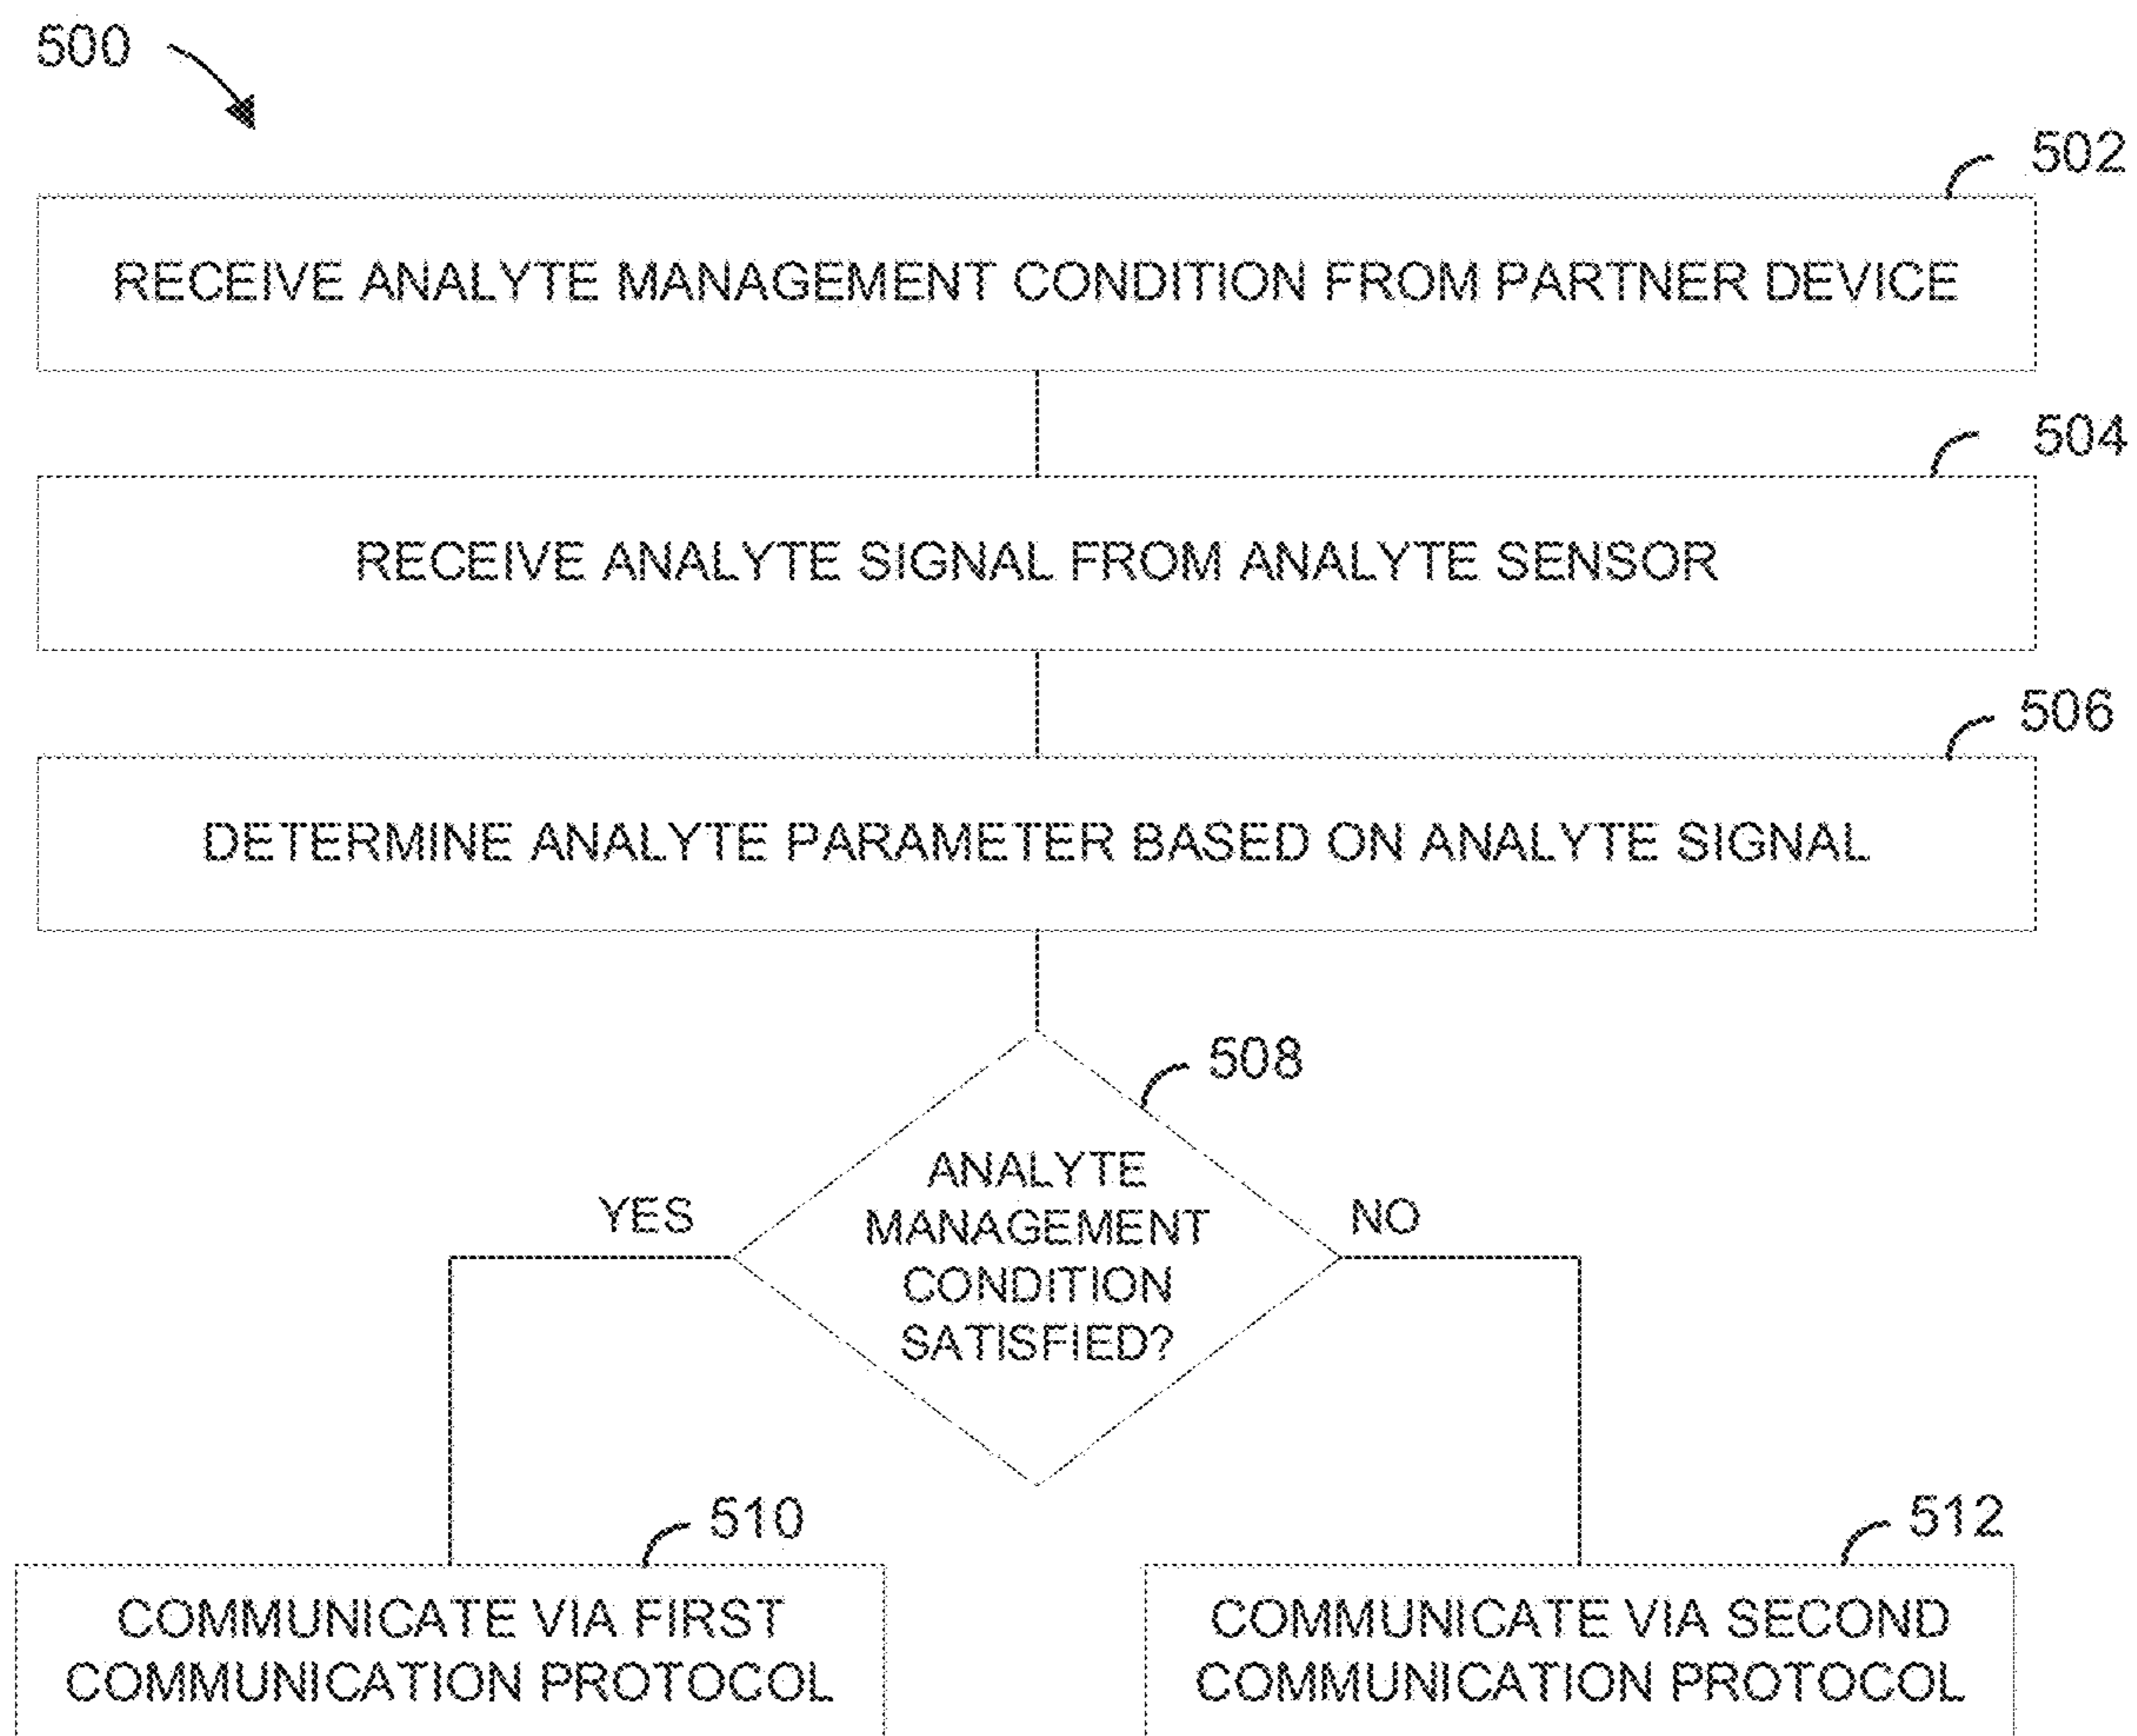 500
502
RECEIVE ANALYTE MANAGEMENT CONDITION FROM PARTNER DEVICE
504
RECEIVE ANALYTE SIGNAL FROM ANALYTE SENSOR
506
DETERMINE ANALYTE PARAMETER BASED ON ANALYTE SIGNAL
508
ANALYTE
MANAGEMENT
CONDITION
SATISFIED?
YES
NO
510
COMMUNICATE VIA FIRST
COMMUNICATION PROTOCOL
512
COMMUNICATE VIA SECOND
COMMUNICATION PROTOCOL